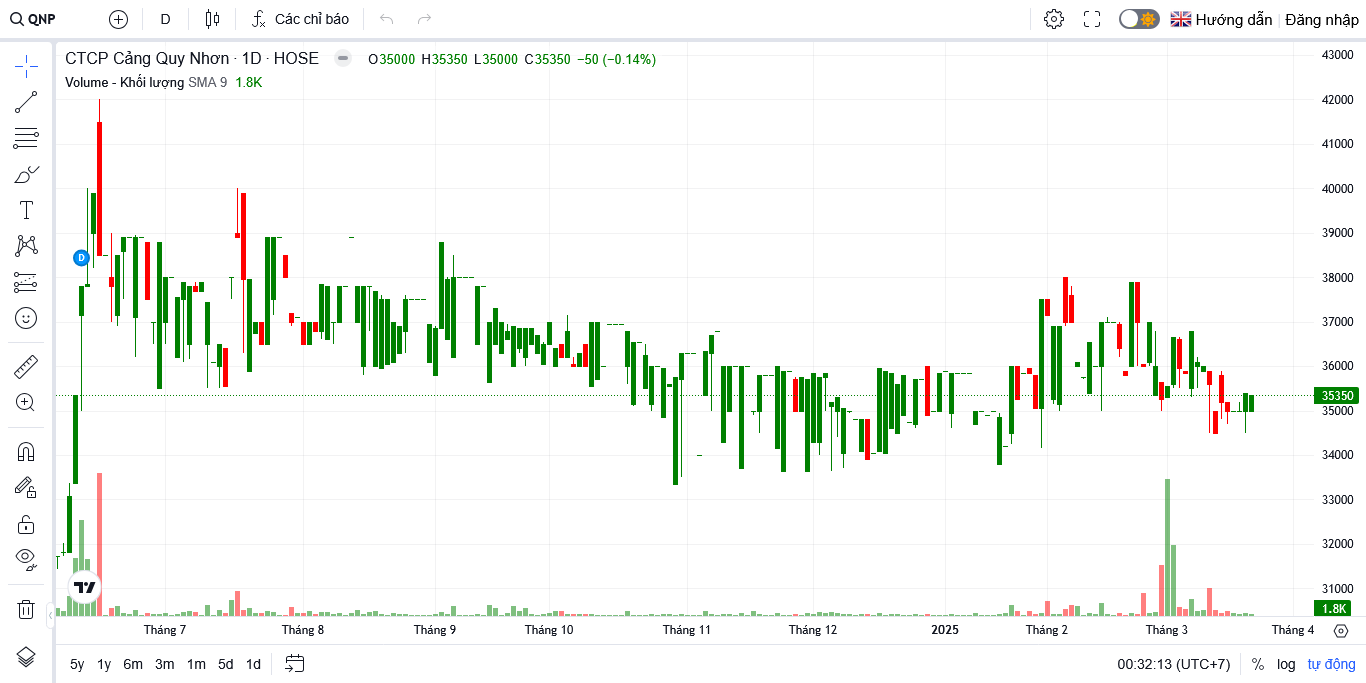 QNP D Các chỉ báo Hướng dẫn Đăng nhập
CTCP Cảng Quy Nhơn · 1D · HOSE O35000 H35350 L35000 C35350 −50 (−0.14%)
Volume - Khối lượng SMA 9 1.8K
43000
42000
41000
40000
39000
D
38000
37000
36000
35350
35000
34000
33000
32000
31000
1.8K
Tháng 7 Tháng 8 Tháng 9 Tháng 10 Tháng 11 Tháng 12 2025 Tháng 2 Tháng 3 Tháng 4
5y 1y 6m 3m 1m 5d 1d 00:32:13 (UTC+7) % log tự động